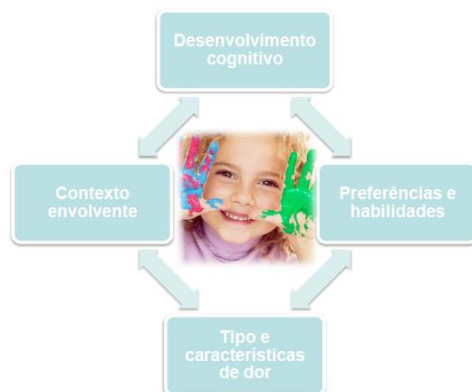 Desenvolvimento
cognitivo
Contexto
envolvente
Preferências e
habilidades
Tipo e
características
de dor